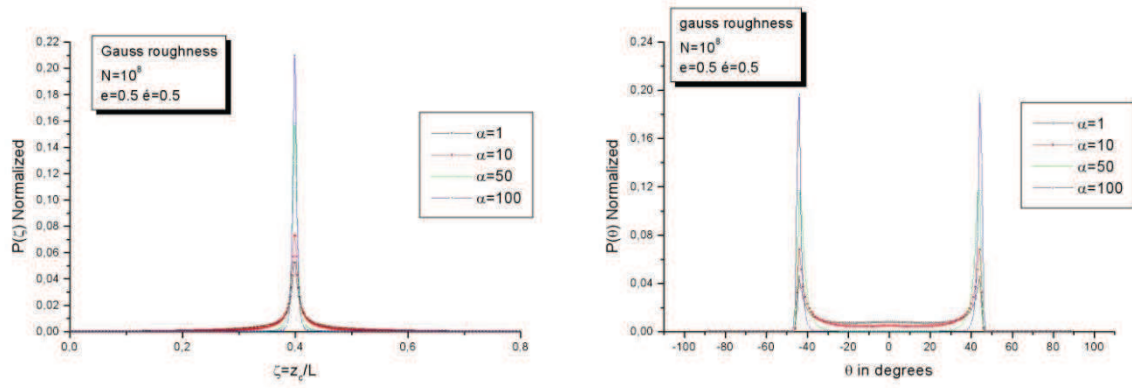 Gauss roughness
N=10⁸
e=0.5 é=0.5
α=1
α=10
α=50
α=100
P(ζ) Normalized
0,22
0,20
0,18
0,16
0,14
0,12
0,10
0,08
0,06
0,04
0,02
0,00
0.0 0.2 0.4 0.6 0.8
ζ=z_c/L
gauss roughness
N=10⁸
e=0.5 é=0.5
α=1
α=10
α=50
α=100
P(θ) Normalized
0,24
0,20
0,16
0,12
0,08
0,04
0,00
-100 -80 -60 -40 -20 0 20 40 60 80 100
θ in degrees